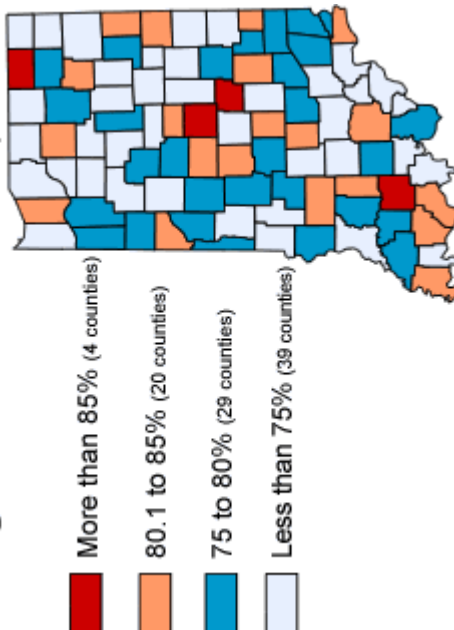 More than 85% (4 counties)
80.1 to 85% (20 counties)
75 to 80% (29 counties)
Less than 75% (39 counties)